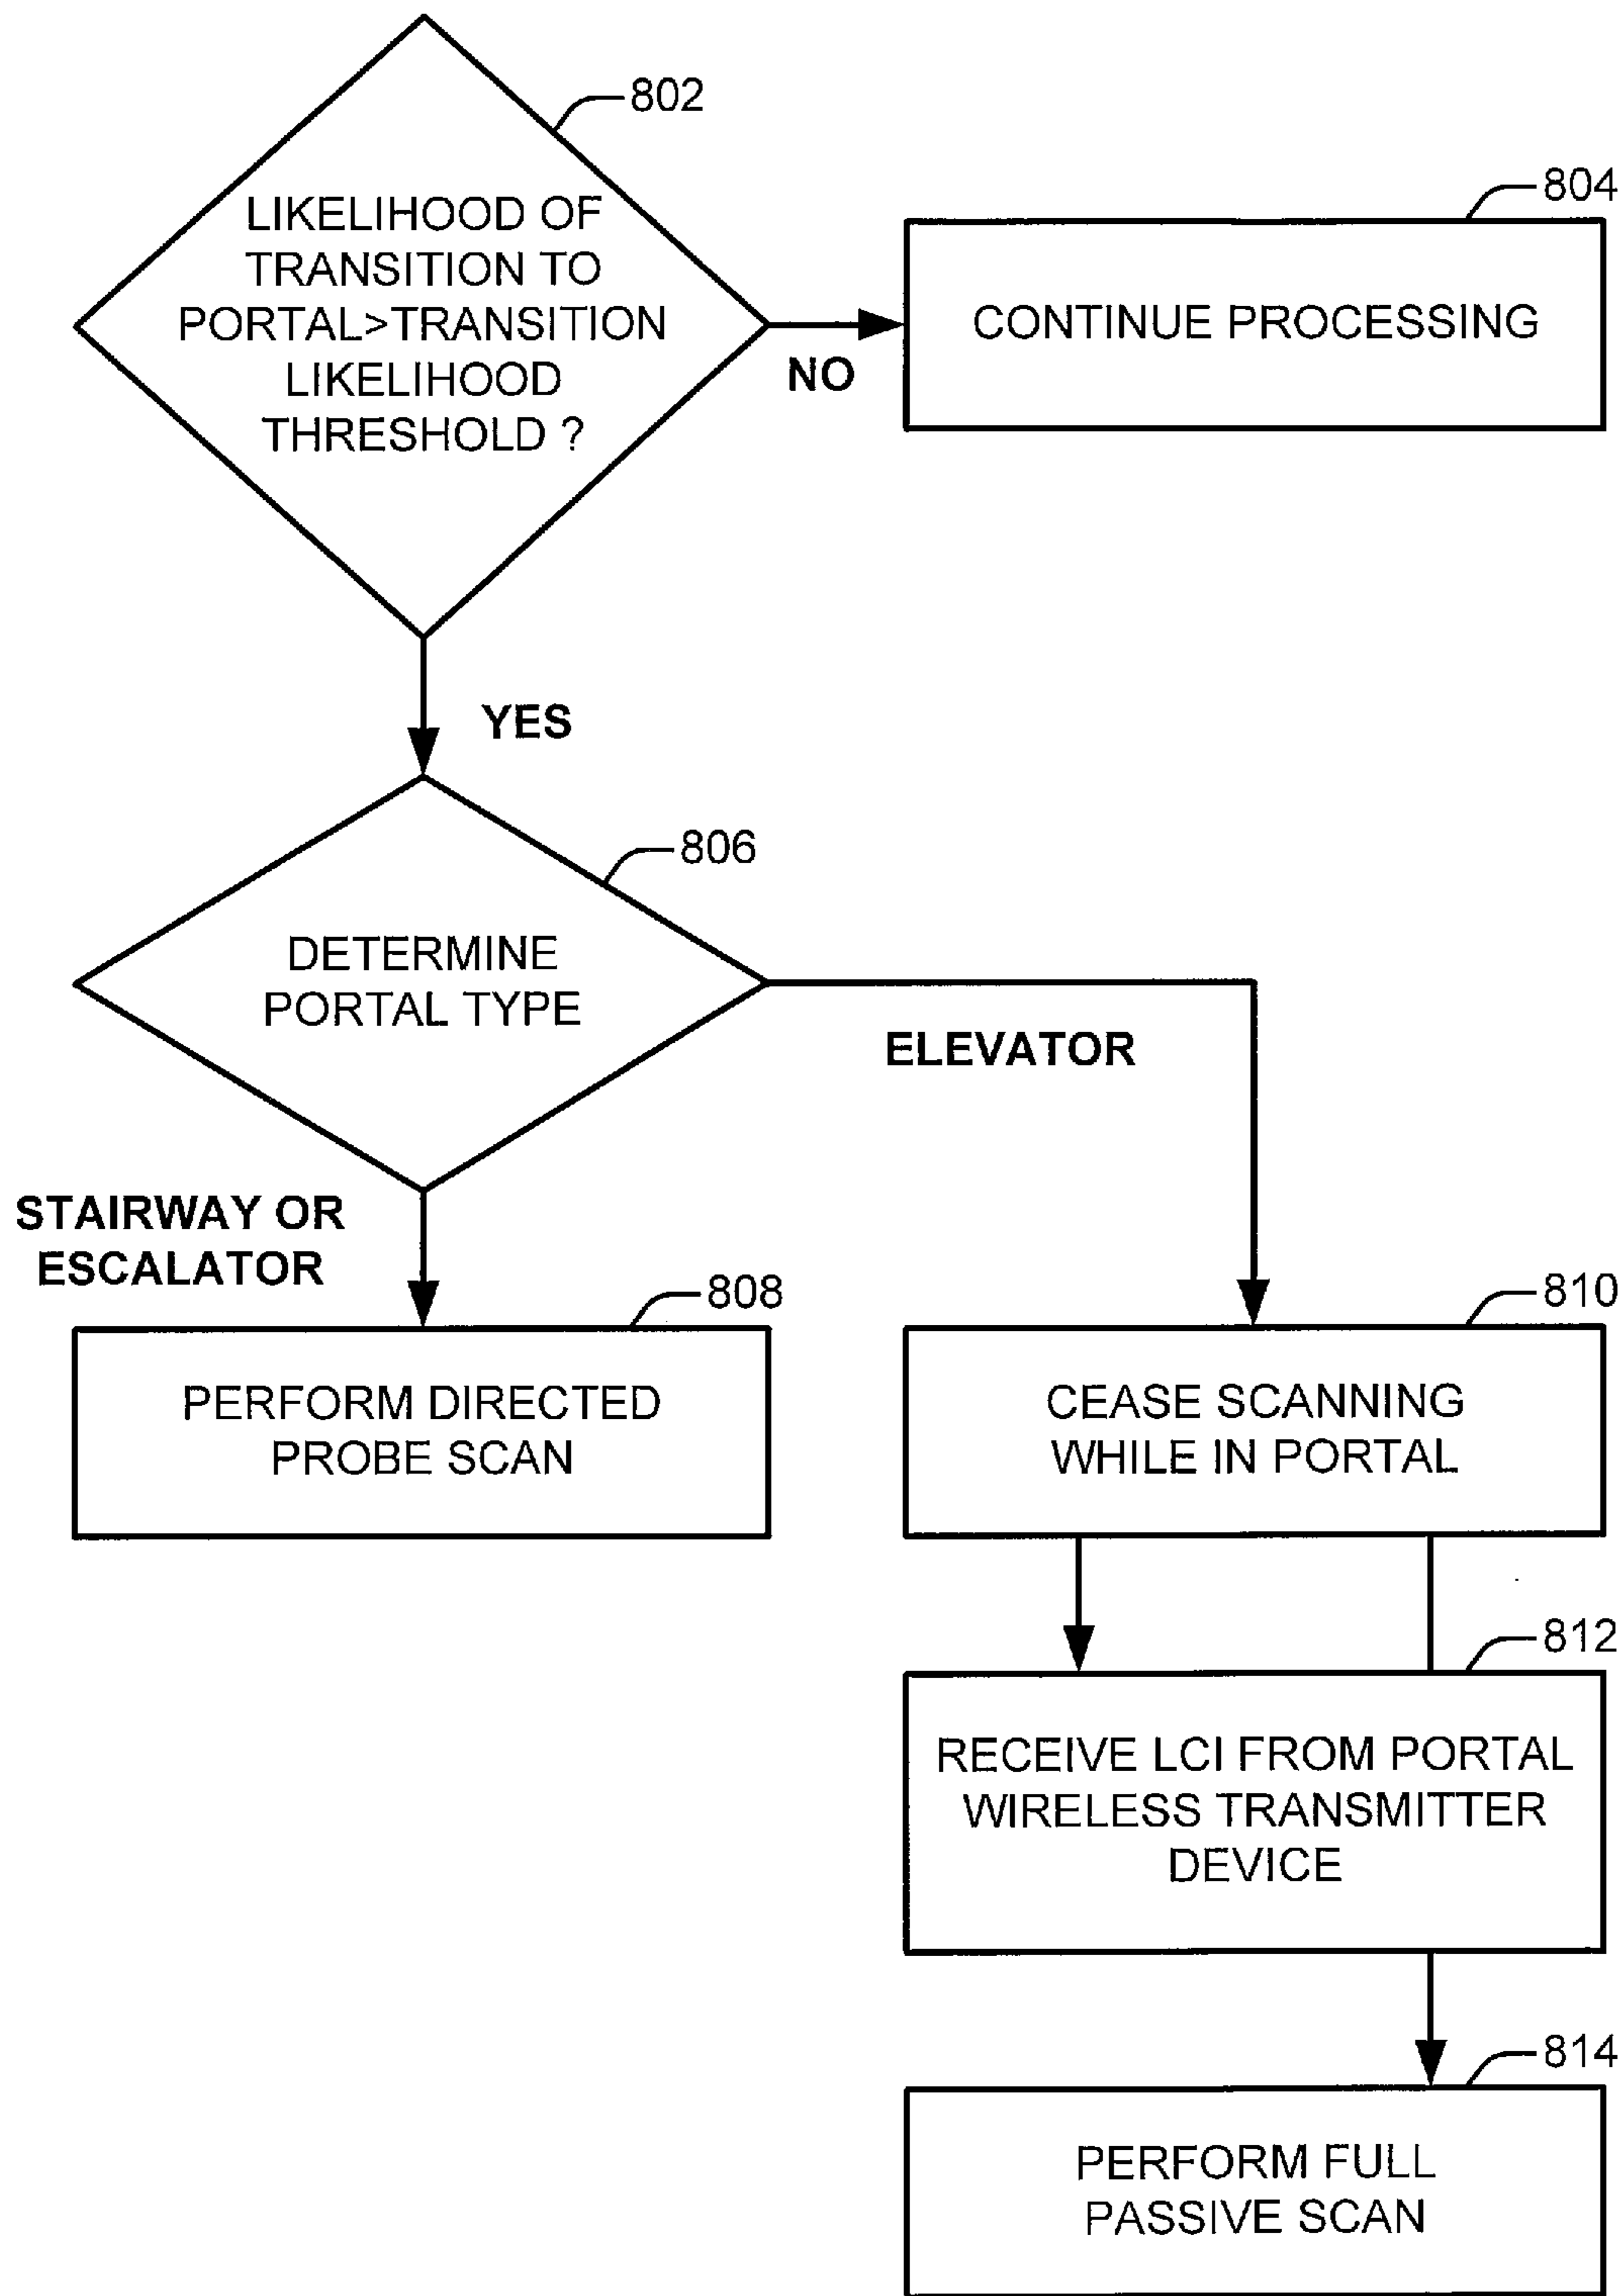 802
LIKELIHOOD OF
TRANSITION TO
PORTAL>TRANSITION
LIKELIHOOD
THRESHOLD ?
NO
804
CONTINUE PROCESSING
YES
806
DETERMINE
PORTAL TYPE
ELEVATOR
STAIRWAY OR
ESCALATOR
808
PERFORM DIRECTED
PROBE SCAN
810
CEASE SCANNING
WHILE IN PORTAL
812
RECEIVE LCI FROM PORTAL
WIRELESS TRANSMITTER
DEVICE
814
PERFORM FULL
PASSIVE SCAN